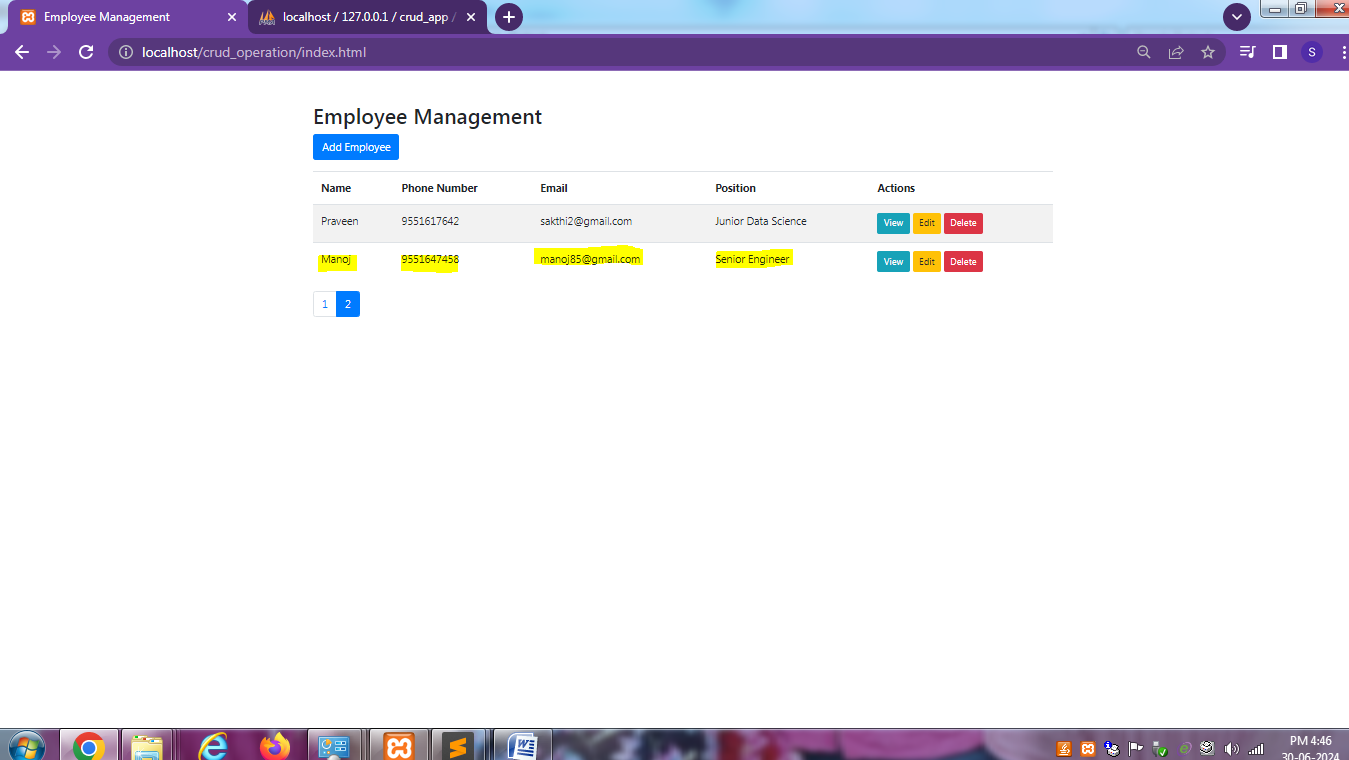 Employee Management
localhost / 127.0.0.1 / crud_app /
localhost/crud_operation/index.html
S
Employee Management
Add Employee
Name Phone Number Email Position Actions
Praveen 9551617642 sakthi2@gmail.com Junior Data Science View Edit Delete
Manoj 9551647458 manoj85@gmail.com Senior Engineer View Edit Delete
1 2
PM 4:46
30-06-2024